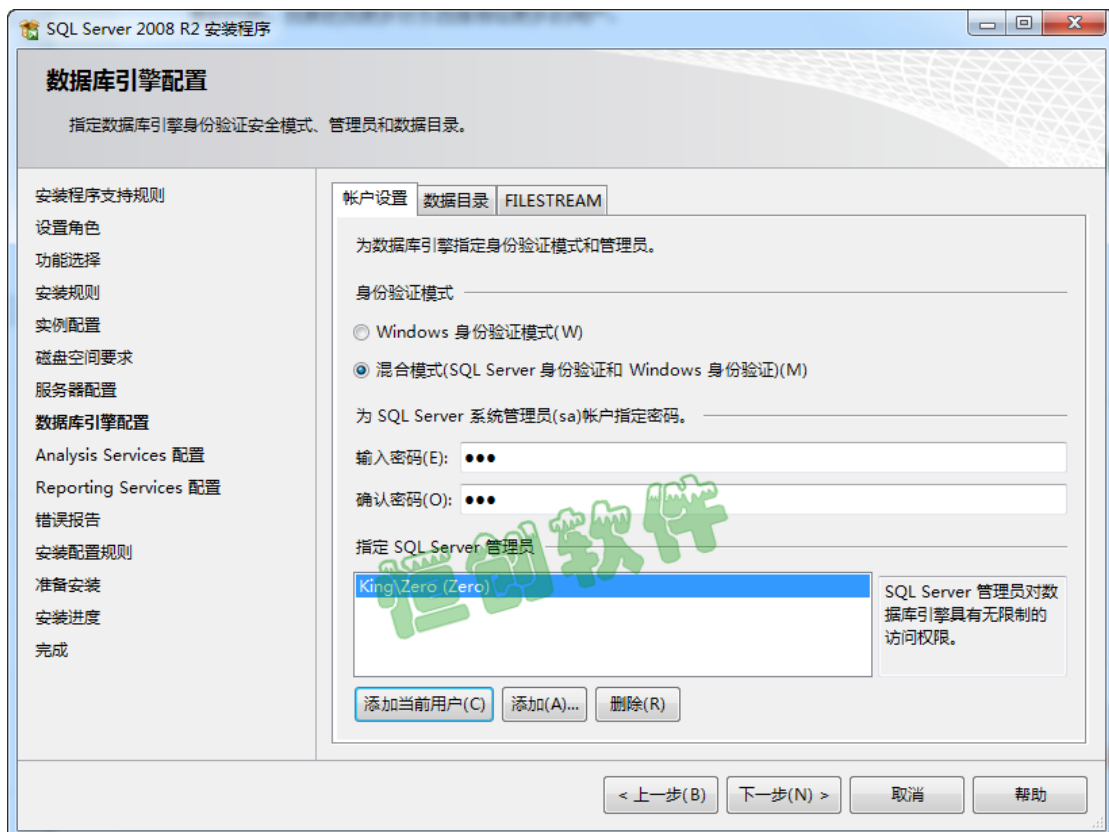 SQL Server 2008 R2 安装程序
数据库引擎配置
指定数据库引擎身份验证安全模式、管理员和数据目录。
安装程序支持规则
设置角色
功能选择
安装规则
实例配置
磁盘空间要求
服务器配置
数据库引擎配置
Analysis Services 配置
Reporting Services 配置
错误报告
安装配置规则
准备安装
安装进度
完成
帐户设置 数据目录 FILESTREAM
为数据库引擎指定身份验证模式和管理员。
身份验证模式
Windows 身份验证模式(W)
混合模式(SQL Server 身份验证和 Windows 身份验证)(M)
为 SQL Server 系统管理员(sa)帐户指定密码。
输入密码(E): ●●●
确认密码(O): ●●●
指定 SQL Server 管理员
King\Zero (Zero)
SQL Server 管理员对数
据库引擎具有无限制的
访问权限。
恒创软件
添加当前用户(C) 添加(A)... 删除(R)
< 上一步(B) 下一步(N) > 取消 帮助